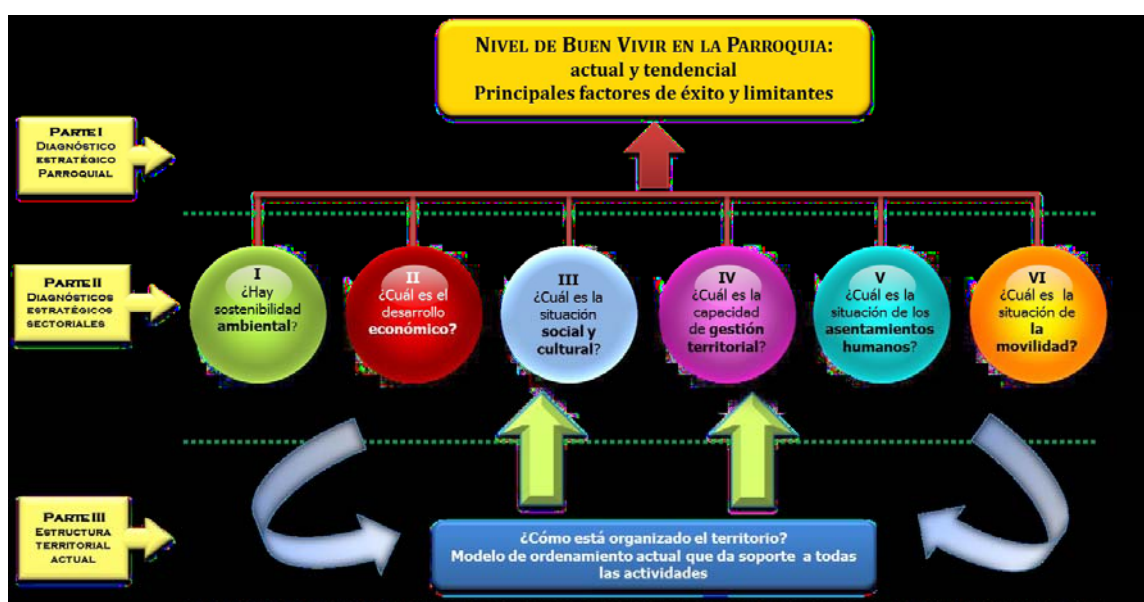 NIVEL DE BUEN VIVIR EN LA PARROQUIA:
actual y tendencial
Principales factores de éxito y limitantes
PARTE I
DIAGNÓSTICO
ESTRATÉGICO
PARROQUIAL
PARTE II
DIAGNÓSTICOS
ESTRATÉGICOS
SECTORIALES
I
¿Hay
sostenibilidad
ambiental?
II
¿Cuál es el
desarrollo
económico?
III
¿Cuál es la
situación
social y
cultural?
IV
¿Cuál es la
capacidad
de gestión
territorial?
V
¿Cuál es la
situación de los
asentamientos
humanos?
VI
¿Cuál es la
situación de
la
movilidad?
PARTE III
ESTRUCTURA
TERRITORIAL
ACTUAL
¿Cómo está organizado el territorio?
Modelo de ordenamiento actual que da soporte a todas
las actividades